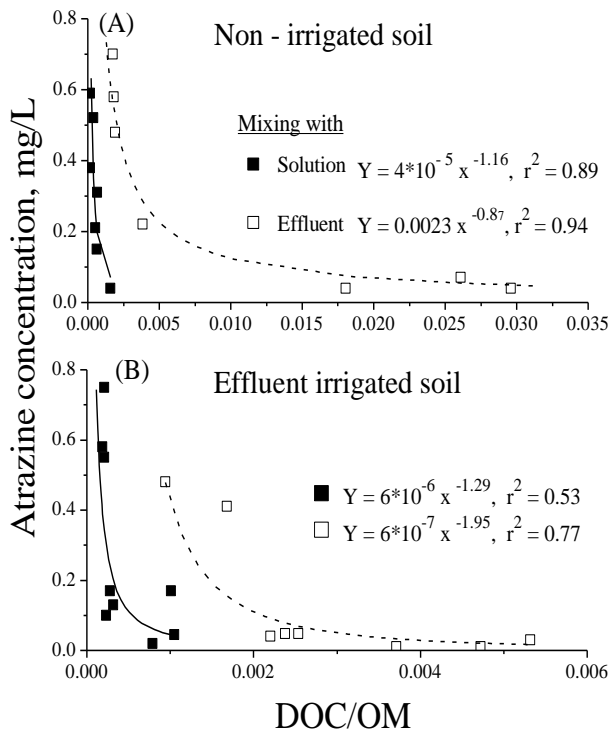 (A)
Non - irrigated soil
Mixing with
Solution Y = 4*10⁻⁵ x⁻¹·¹⁶, r² = 0.89
Effluent Y = 0.0023 x⁻⁰·⁸⁷, r² = 0.94
0.8
0.6
0.4
0.2
0.0
0.000 0.005 0.010 0.015 0.020 0.025 0.030 0.035
Atrazine concentration, mg/L
(B)
Effluent irrigated soil
Y = 6*10⁻⁶ x⁻¹·²⁹, r² = 0.53
Y = 6*10⁻⁷ x⁻¹·⁹⁵, r² = 0.77
0.8
0.6
0.4
0.2
0.0
0.000 0.002 0.004 0.006
DOC/OM